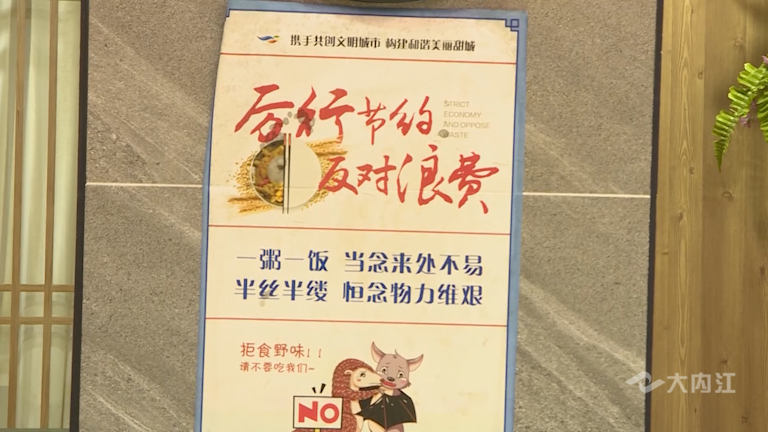 携手共创文明城市 构建和谐美丽甜城
厉行节约
STRICT
ECONOMY
AND OPPOSE
WASTE
反对浪费
一粥一饭 当念来处不易
半丝半缕 恒念物力维艰
拒食野味!!
请不要吃我们~
NO
大内江